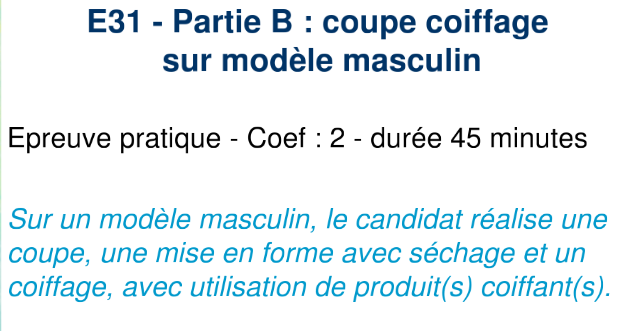 E31 - Partie B : coupe coiffage
sur modèle masculin
Epreuve pratique - Coef : 2 - durée 45 minutes
Sur un modèle masculin, le candidat réalise une
coupe, une mise en forme avec séchage et un
coiffage, avec utilisation de produit(s) coiffant(s).